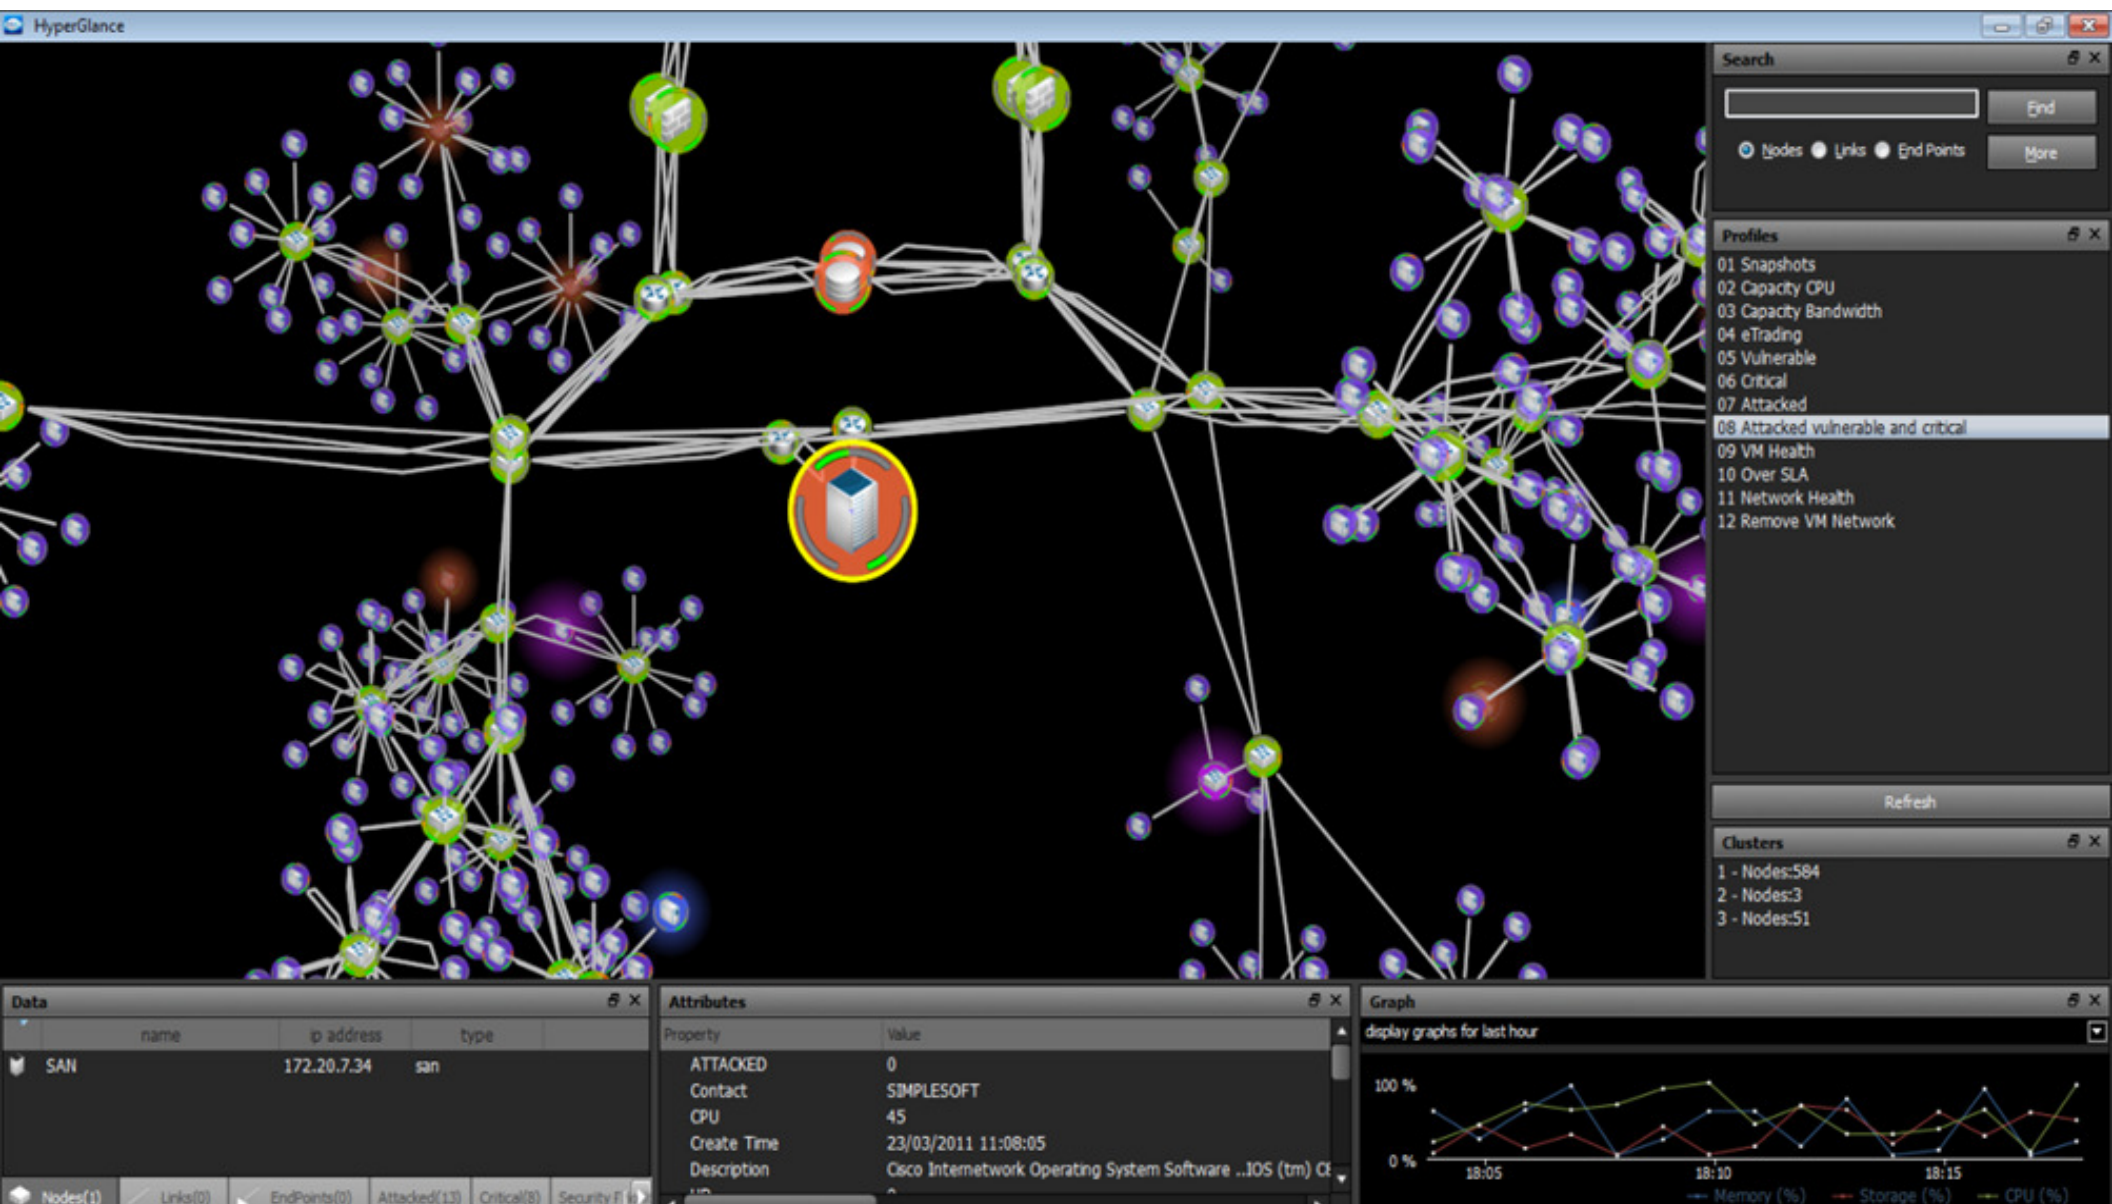 HyperGlance
Search
Find
Nodes Links End Points
More
Profiles
01 Snapshots
02 Capacity CPU
03 Capacity Bandwidth
04 eTrading
05 Vulnerable
06 Critical
07 Attacked
08 Attacked vulnerable and critical
09 VM Health
10 Over SLA
11 Network Health
12 Remove VM Network
Refresh
Clusters
1 - Nodes:584
2 - Nodes:3
3 - Nodes:51
Data
name ip address type
SAN 172.20.7.34 san
Nodes(1) Links(0) EndPoints(0) Attacked(13) Critical(8) Security
Attributes
Property Value
ATTACKED 0
Contact SIMPLESOFT
CPU 45
Create Time 23/03/2011 11:08:05
Description Cisco Internetwork Operating System Software ..IOS (tm)
Graph
display graphs for last hour
100 %
0 %
18:05 18:10 18:15
Memory (%) Storage (%) CPU (%)